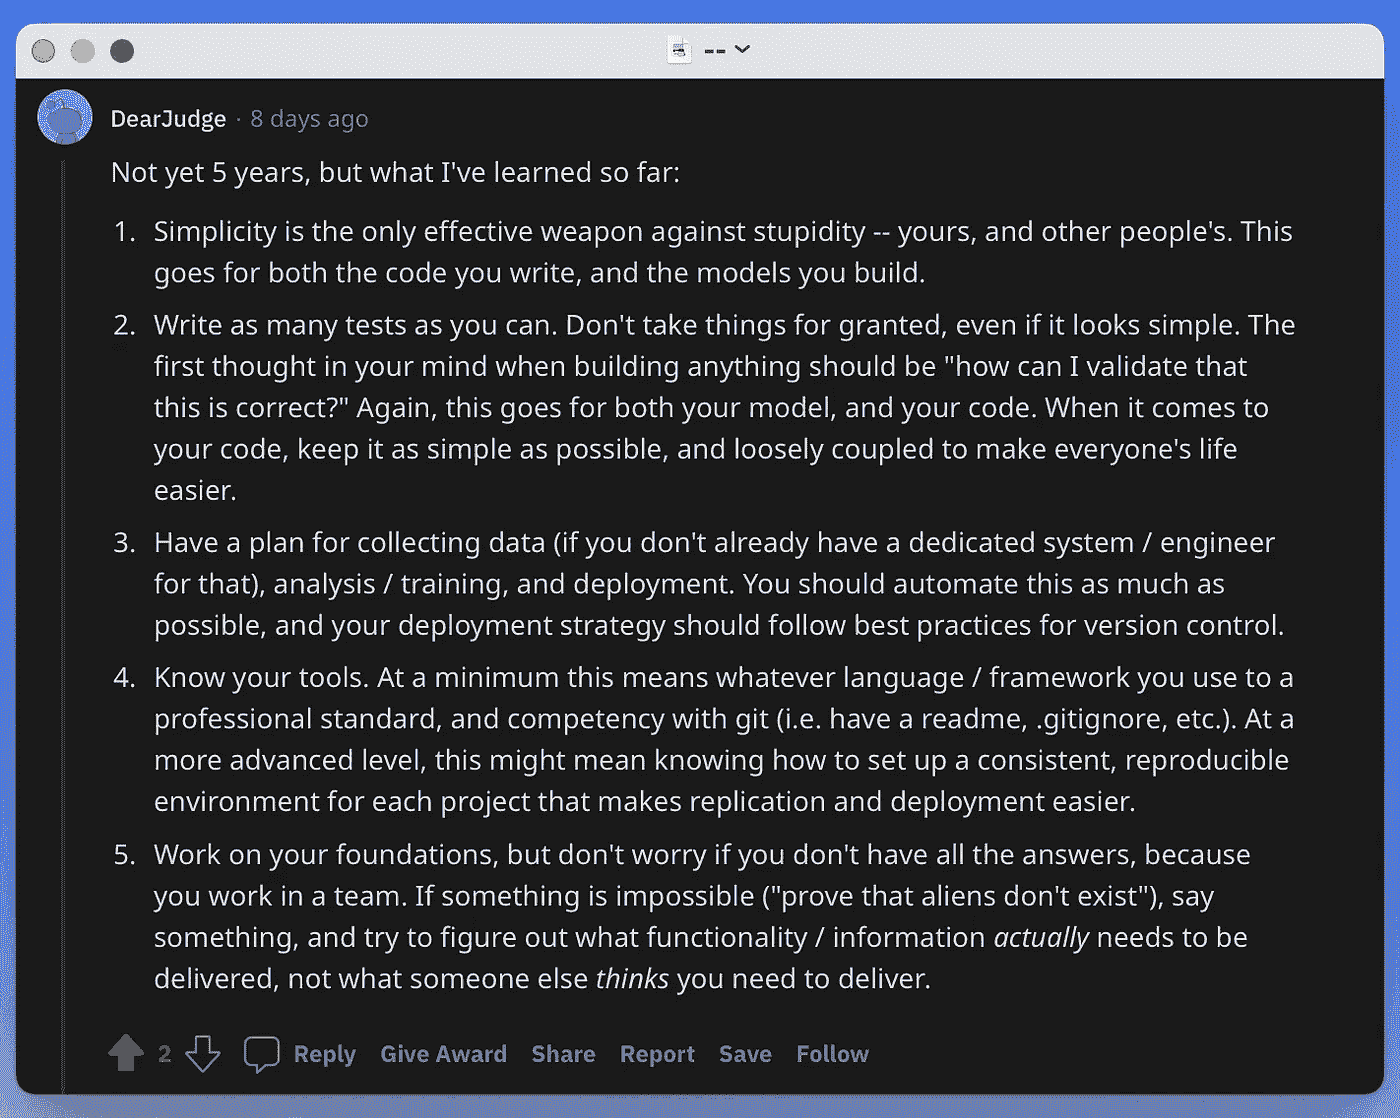 --
DearJudge · 8 days ago
Not yet 5 years, but what I've learned so far:
1. Simplicity is the only effective weapon against stupidity -- yours, and other people's. This
goes for both the code you write, and the models you build.
2. Write as many tests as you can. Don't take things for granted, even if it looks simple. The
first thought in your mind when building anything should be "how can I validate that
this is correct?" Again, this goes for both your model, and your code. When it comes to
your code, keep it as simple as possible, and loosely coupled to make everyone's life
easier.
3. Have a plan for collecting data (if you don't already have a dedicated system / engineer
for that), analysis / training, and deployment. You should automate this as much as
possible, and your deployment strategy should follow best practices for version control.
4. Know your tools. At a minimum this means whatever language / framework you use to a
professional standard, and competency with git (i.e. have a readme, .gitignore, etc.). At a
more advanced level, this might mean knowing how to set up a consistent, reproducible
environment for each project that makes replication and deployment easier.
5. Work on your foundations, but don't worry if you don't have all the answers, because
you work in a team. If something is impossible ("prove that aliens don't exist"), say
something, and try to figure out what functionality / information actually needs to be
delivered, not what someone else thinks you need to deliver.
2 Reply Give Award Share Report Save Follow